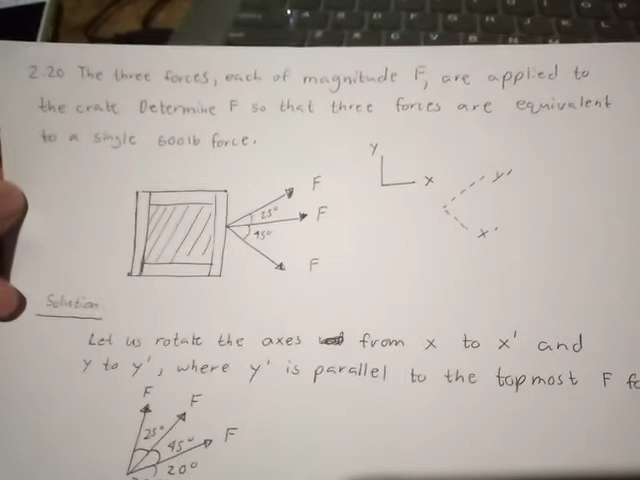 2.20 The three forces, each of magnitude F, are applied to
the crate Determine F so that three forces are equivalent
to a single 600lb force.
y
x
y'
x'
F
25°
F
45°
F
Solution
Let us rotate the axes from x to x' and
y to y', where y' is parallel to the topmost F
F
F
25°
45°
F
20°